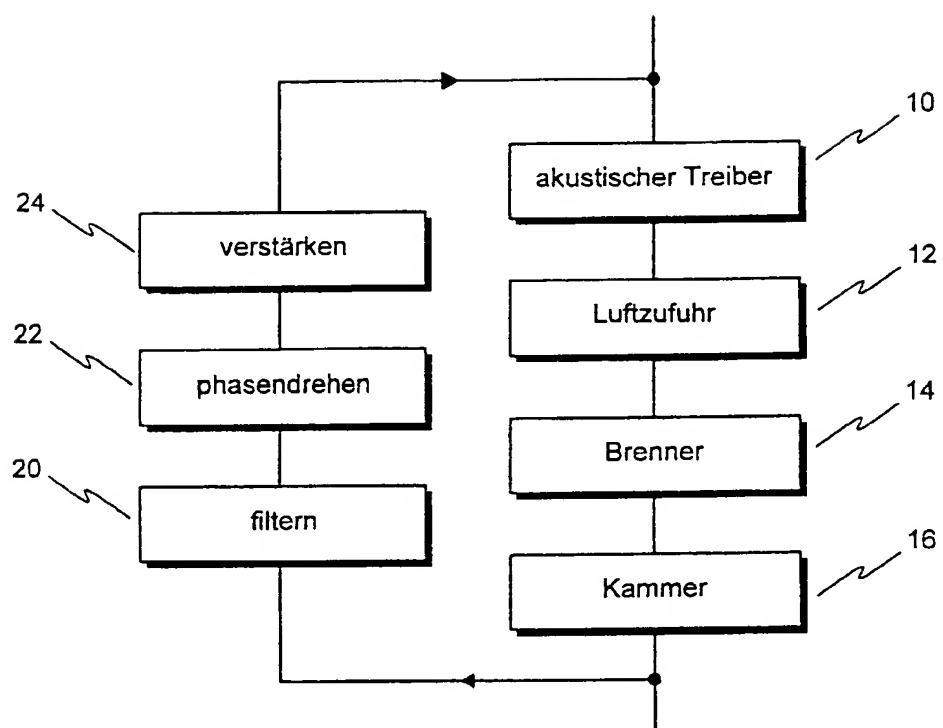 10
akustischer Treiber
24
verstärken
12
Luftzufuhr
22
phasendrehen
14
Brenner
20
filtern
16
Kammer